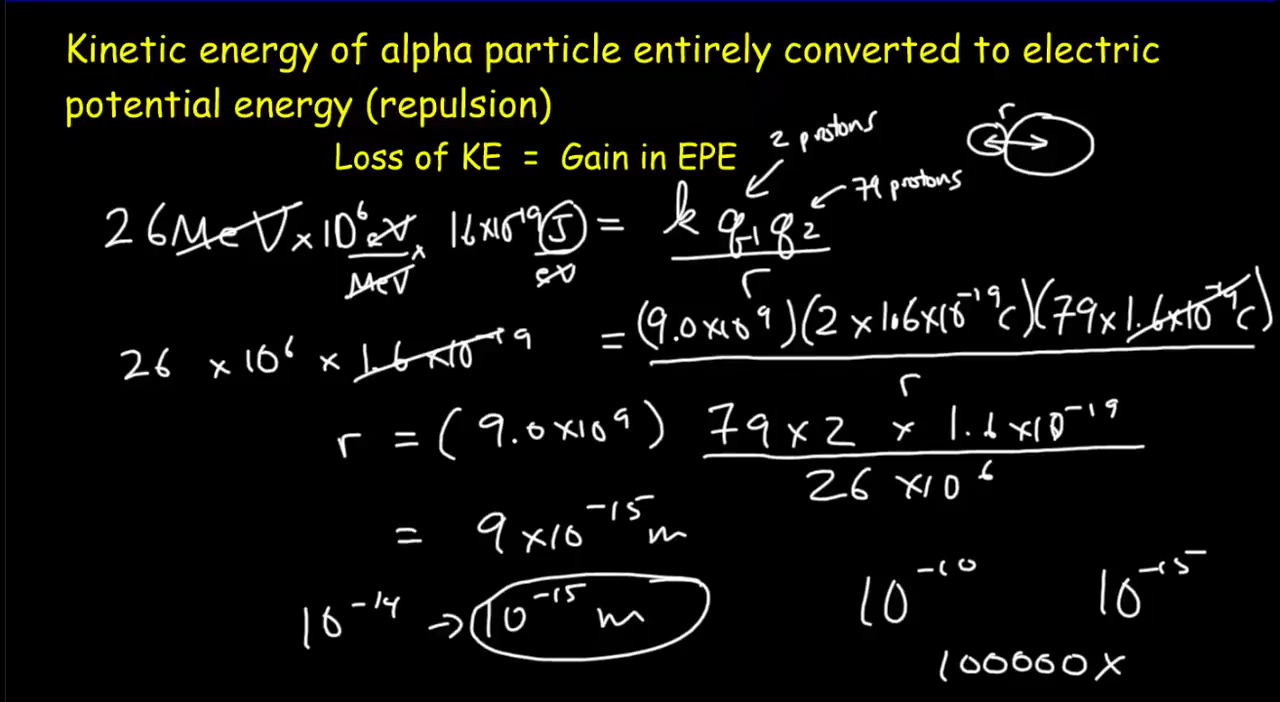 Kinetic energy of alpha particle entirely converted to electric
potential energy (repulsion)
Loss of KE = Gain in EPE
2 protons
79 protons
r
26 MeV × 10⁶ eV/MeV × 1.6×10⁻¹⁹ J/eV = k q₁ q₂ / r
26 × 10⁶ × 1.6×10⁻¹⁹ = (9.0×10⁹)(2 × 1.6×10⁻¹⁹C)(79 × 1.6×10⁻¹⁹C) / r
r = (9.0×10⁹) 79 × 2 × 1.6×10⁻¹⁹ / 26 ×10⁶
= 9 ×10⁻¹⁵ m
10⁻¹⁴ → 10⁻¹⁵ m
10⁻¹⁰ 10⁻¹⁵
100000 ×